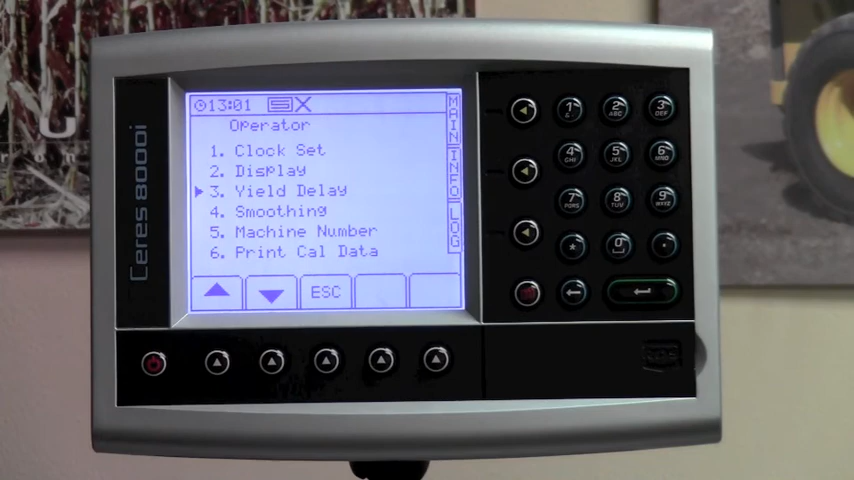 13:01
Operator
1. Clock Set
2. Display
3. Yield Delay
4. Smoothing
5. Machine Number
6. Print Cal Data
ESC
MAIN
INFO
LOG
Ceres 8000i
1
2 ABC
3 DEF
4 GHI
5 JKL
6 MNO
7 PQRS
8 TUV
9 WXYZ
*
0
.